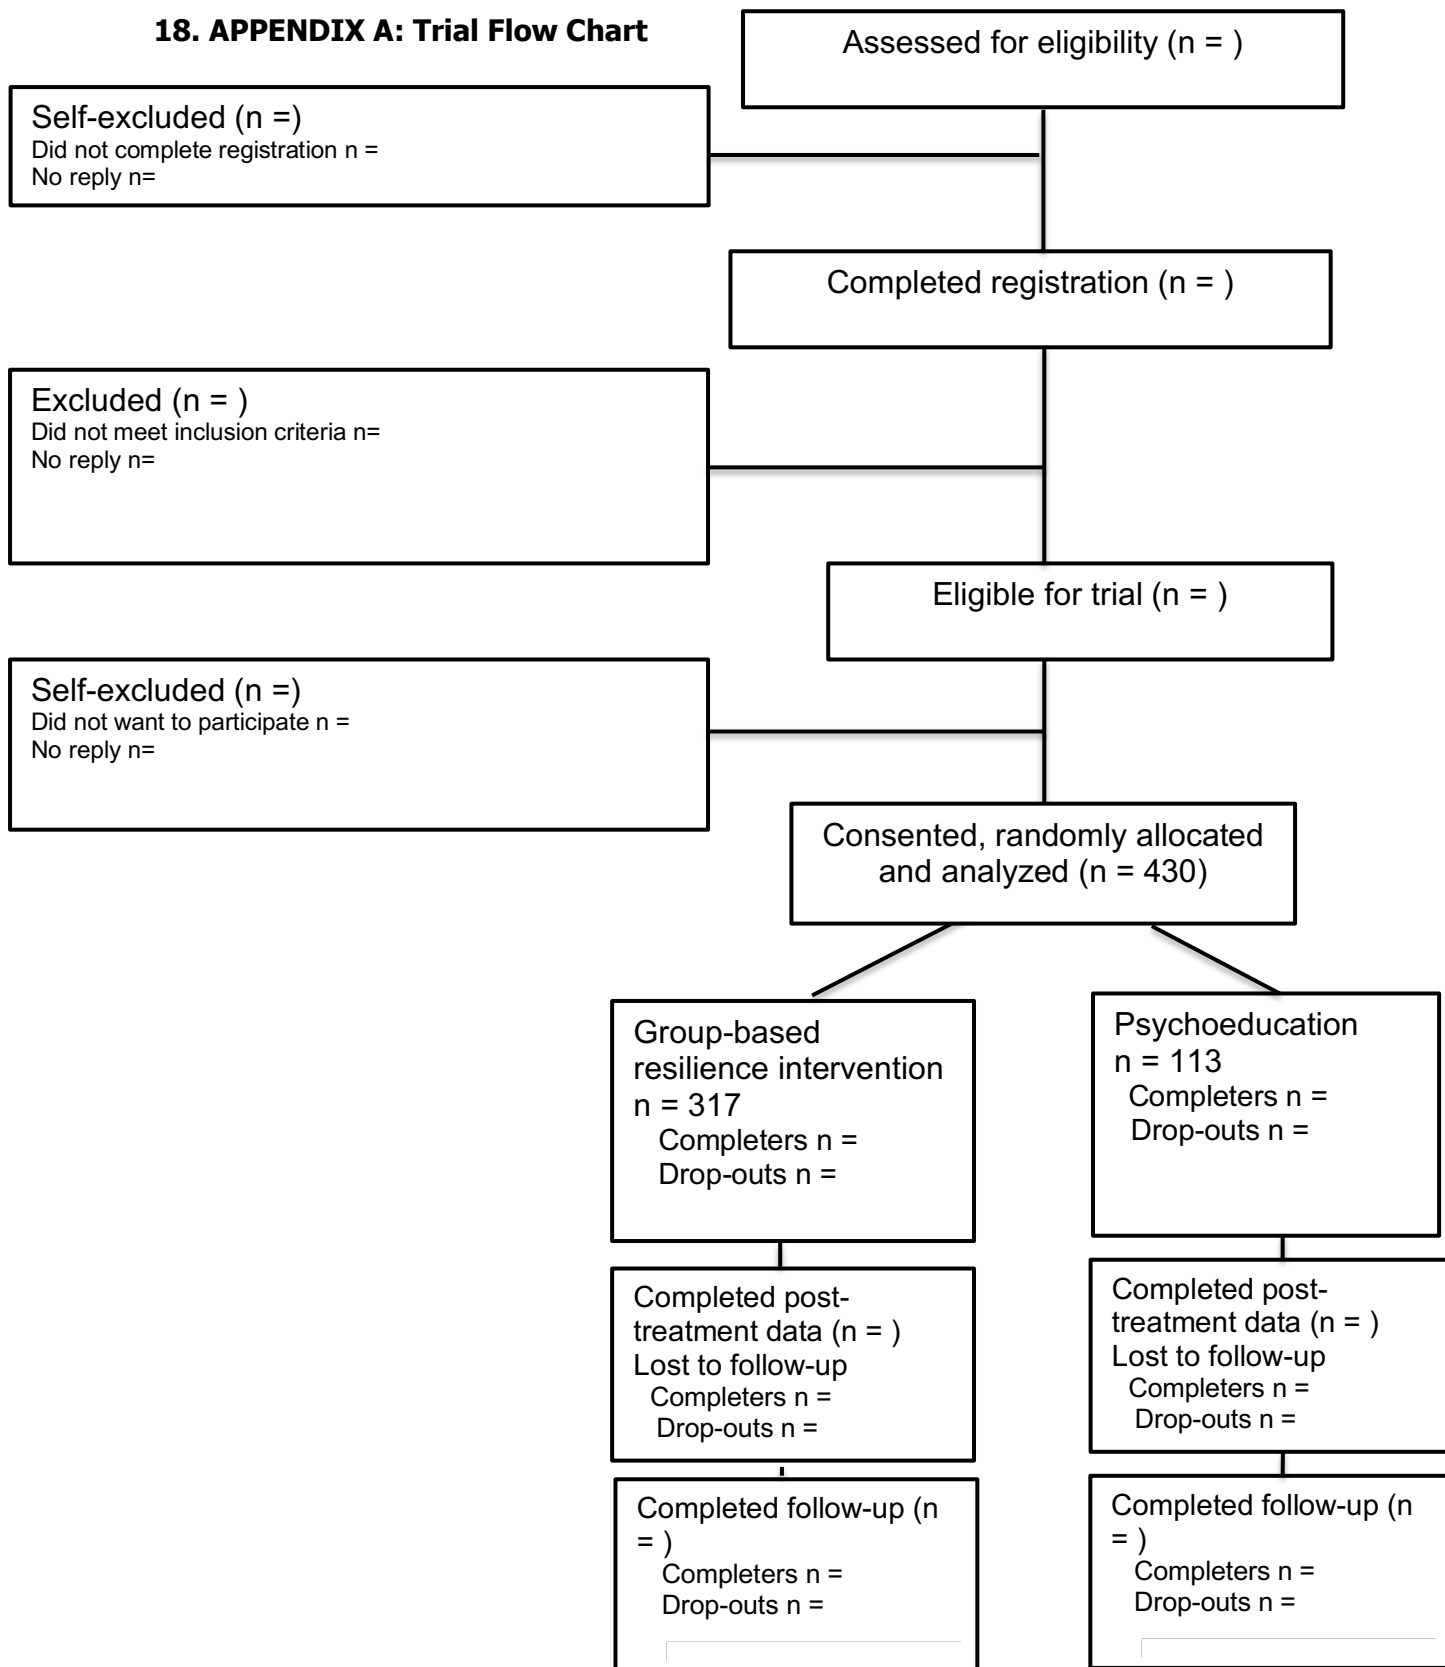 18. APPENDIX A: Trial Flow Chart
Assessed for eligibility (n = )
Self-excluded (n =)
Did not complete registration n =
No reply n=
Completed registration (n = )
Excluded (n = )
Did not meet inclusion criteria n=
No reply n=
Eligible for trial (n = )
Self-excluded (n =)
Did not want to participate n =
No reply n=
Consented, randomly allocated
and analyzed (n = 430)
Group-based
resilience intervention
n = 317
Completers n =
Drop-outs n =
Psychoeducation
n = 113
Completers n =
Drop-outs n =
Completed post-
treatment data (n = )
Lost to follow-up
Completers n =
Drop-outs n =
Completed post-
treatment data (n = )
Lost to follow-up
Completers n =
Drop-outs n =
Completed follow-up (n
= )
Completers n =
Drop-outs n =
Completed follow-up (n
= )
Completers n =
Drop-outs n =